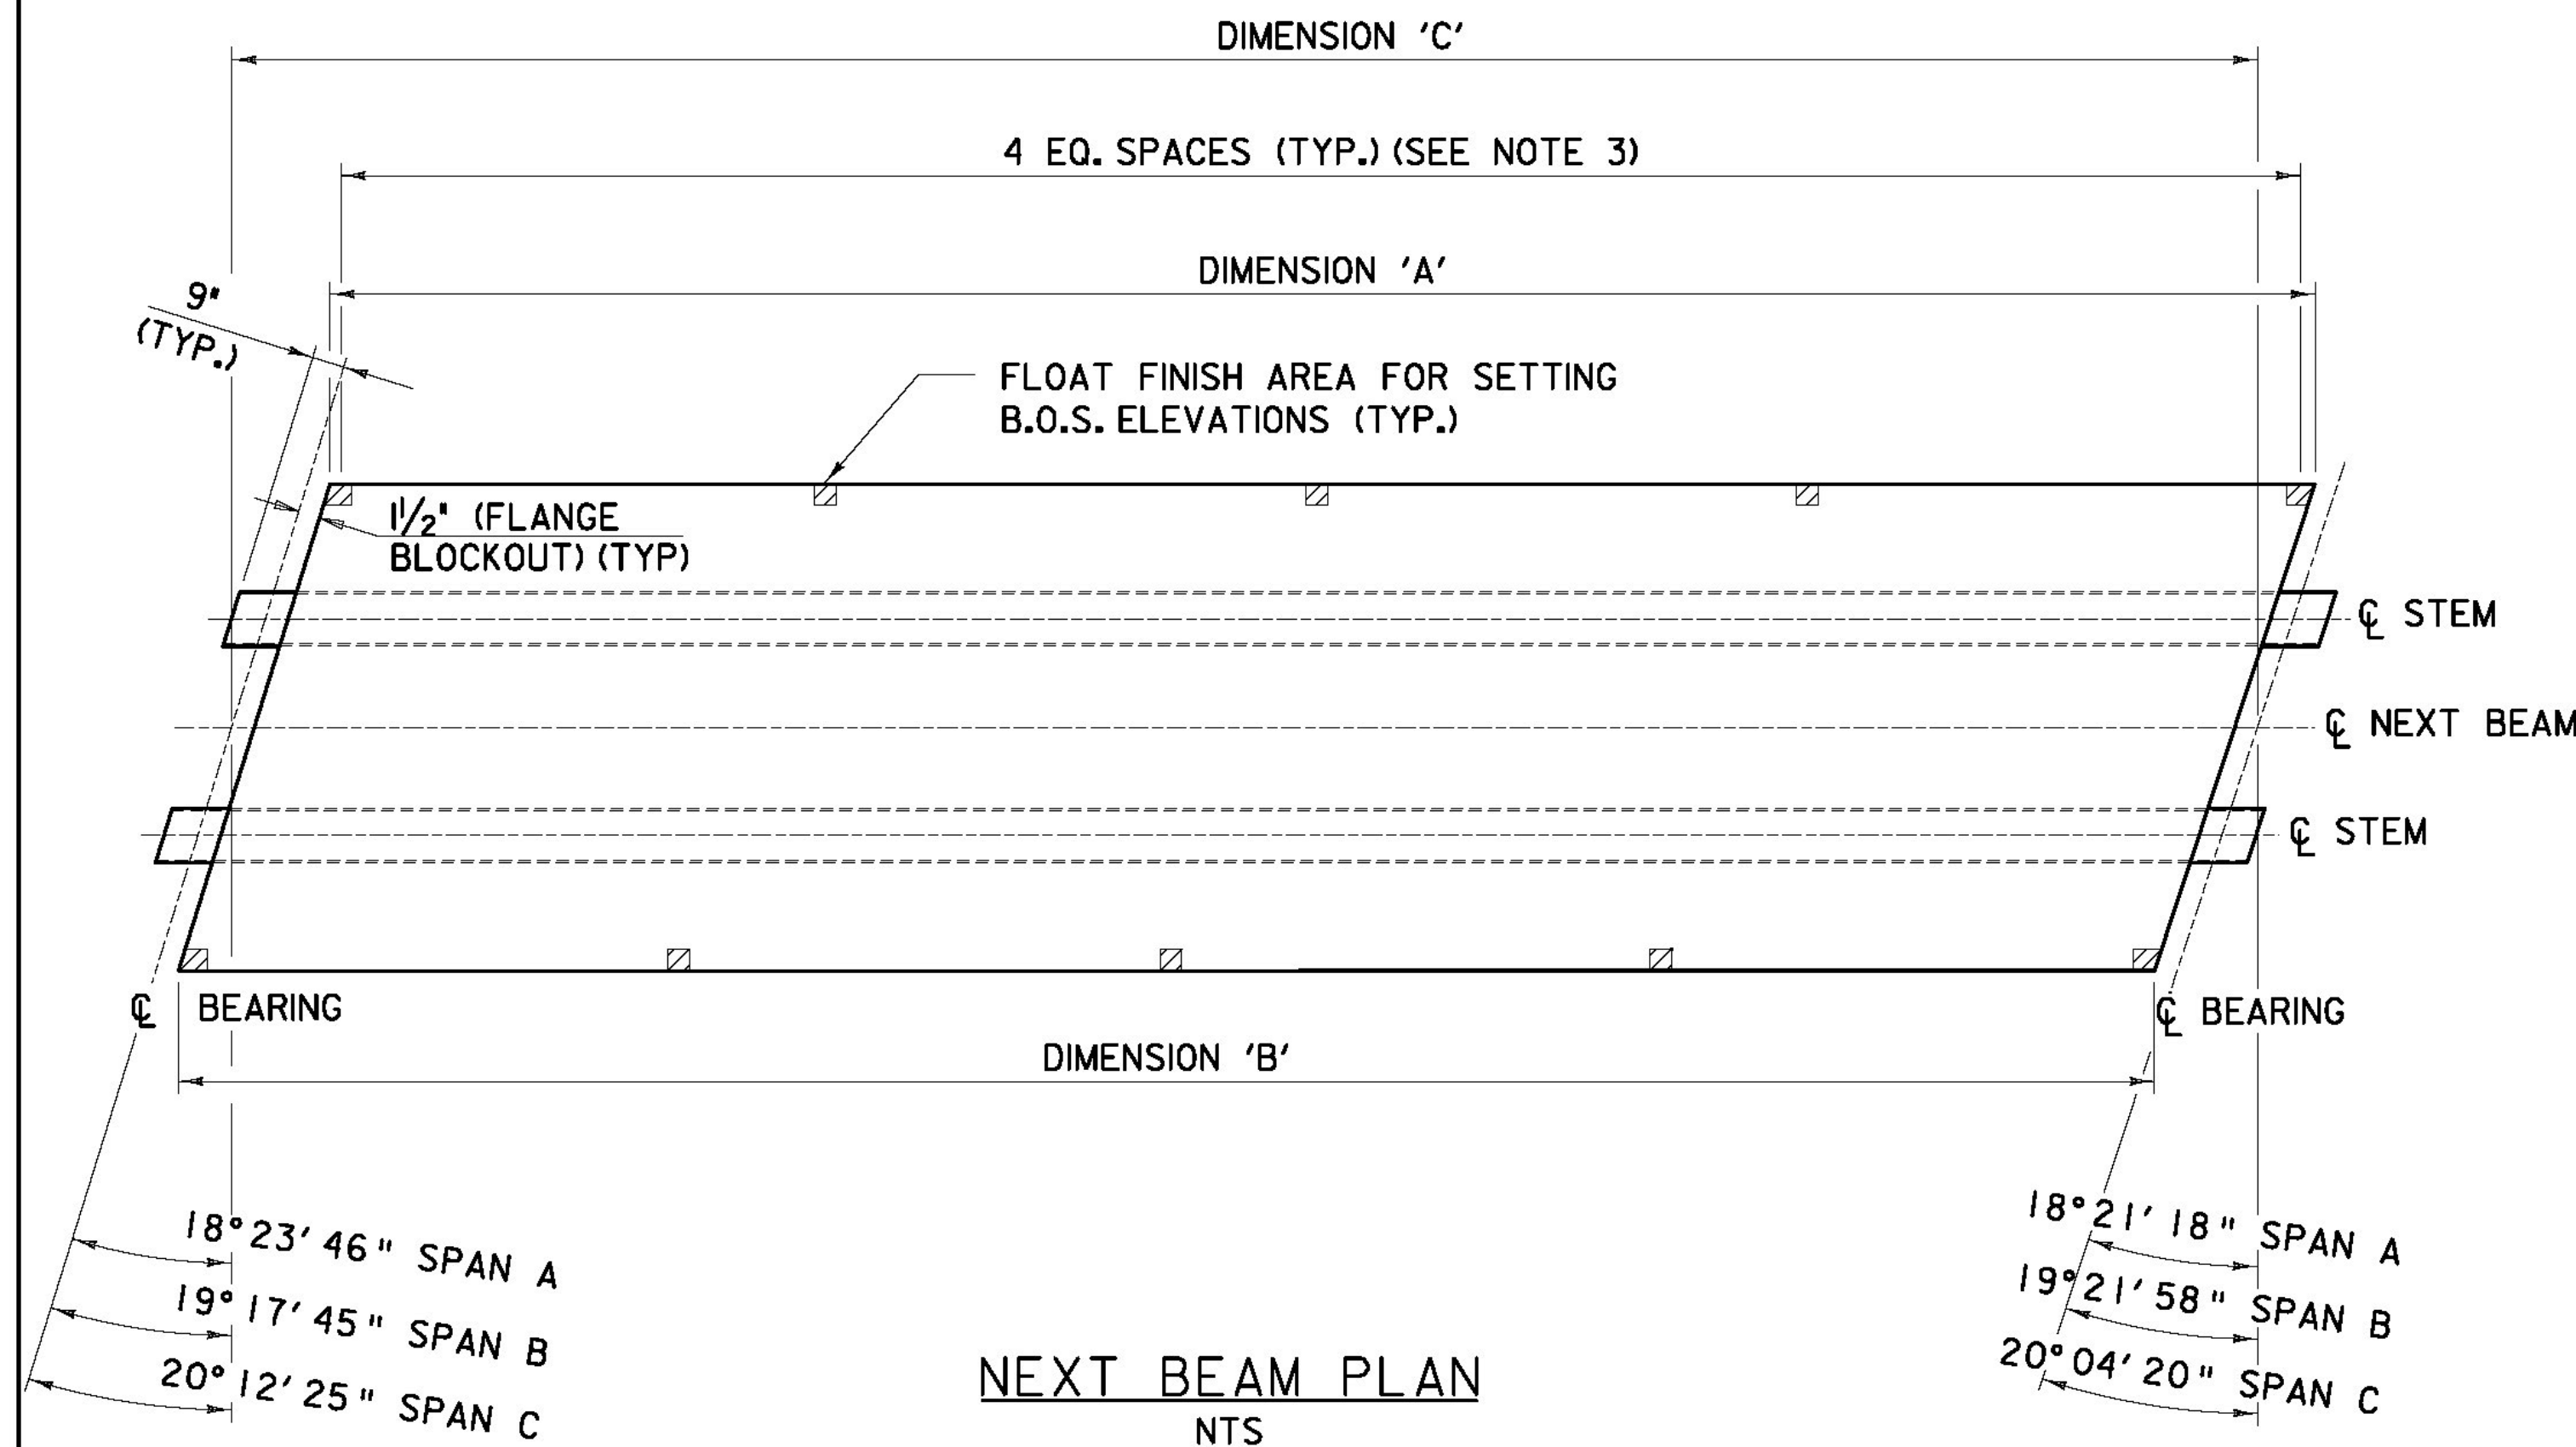 DIMENSION 'C'
4 EQ. SPACES (TYP.) (SEE NOTE 3)
DIMENSION 'A'
9"
(TYP.)
FLOAT FINISH AREA FOR SETTING
B.O.S. ELEVATIONS (TYP.)
1 1/2" (FLANGE
BLOCKOUT) (TYP)
℄ STEM
℄ NEXT BEAM
℄ STEM
℄ BEARING
℄ BEARING
DIMENSION 'B'
18°23'46" SPAN A
19°17'45" SPAN B
20°12'25" SPAN C
18°21'18" SPAN A
19°21'58" SPAN B
20°04'20" SPAN C
NEXT BEAM PLAN
NTS